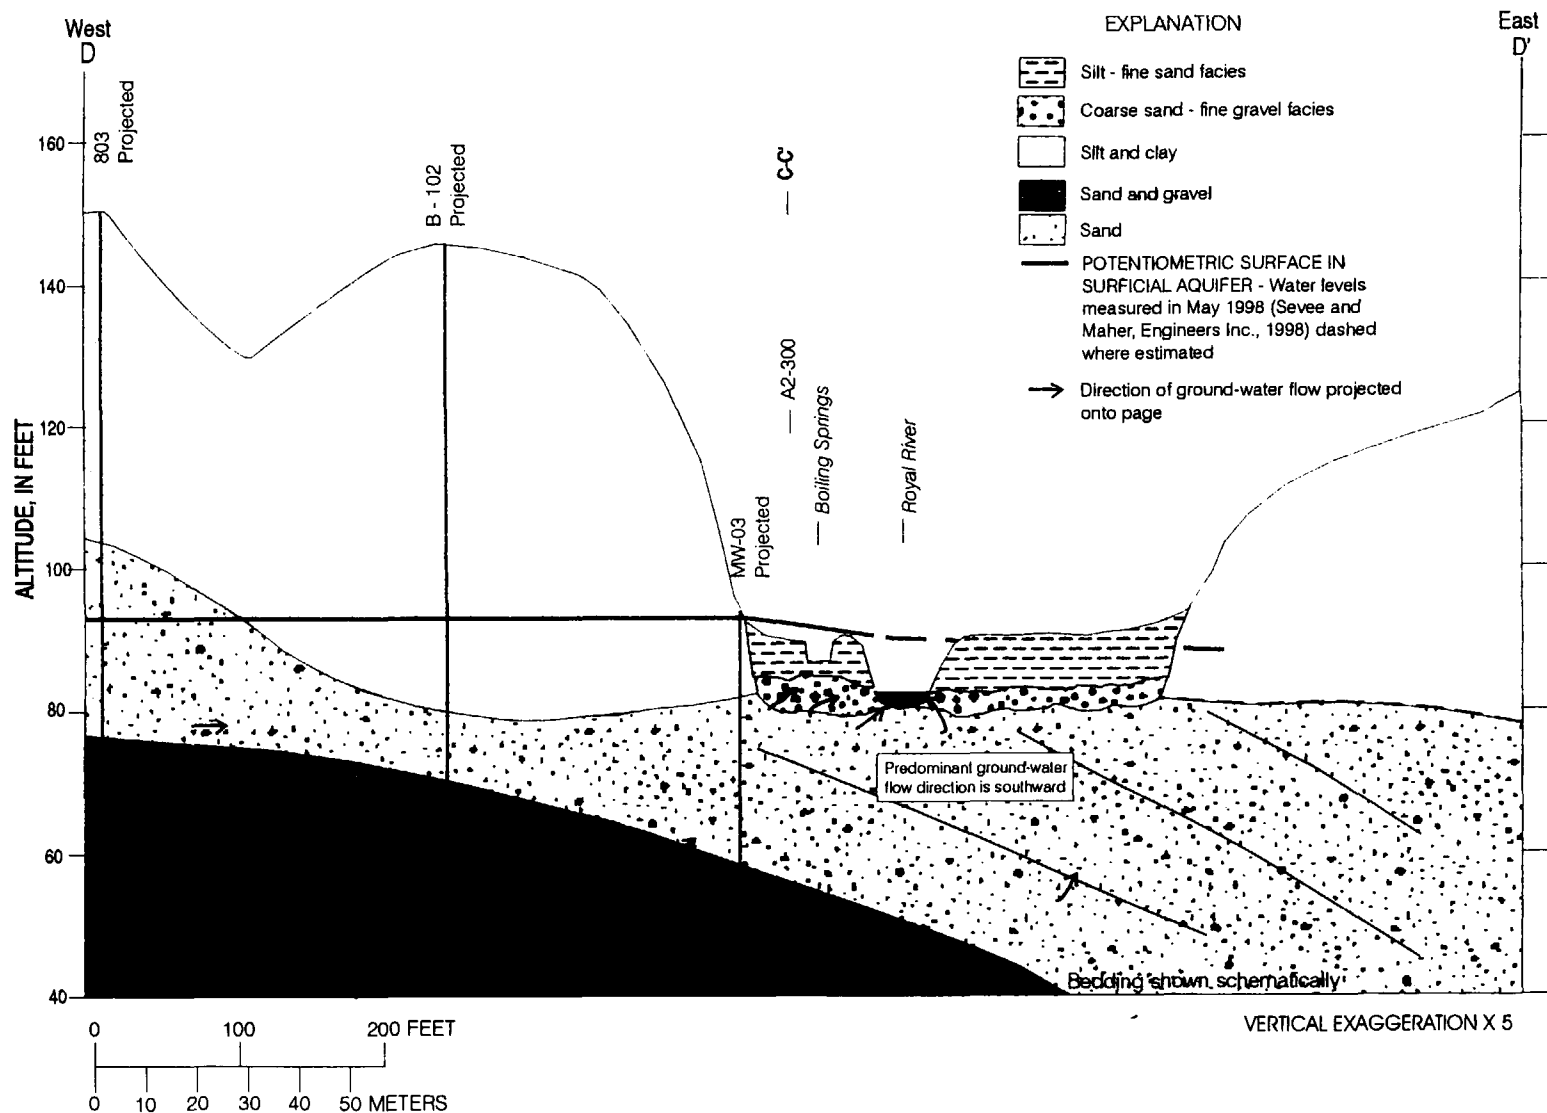 West
D
East
D'
EXPLANATION
Silt - fine sand facies
Coarse sand - fine gravel facies
Silt and clay
Sand and gravel
Sand
POTENTIOMETRIC SURFACE IN
SURFICIAL AQUIFER - Water levels
measured in May 1998 (Sevee and
Maher, Engineers Inc., 1998) dashed
where estimated
Direction of ground-water flow projected
onto page
803
Projected
B - 102
Projected
C-C'
A2-300
Boiling Springs
Royal River
MW-03
Projected
ALTITUDE, IN FEET
160
140
120
100
80
60
40
Predominant ground-water
flow direction is southward
Bedding shown schematically
VERTICAL EXAGGERATION X 5
0 100 200 FEET
0 10 20 30 40 50 METERS